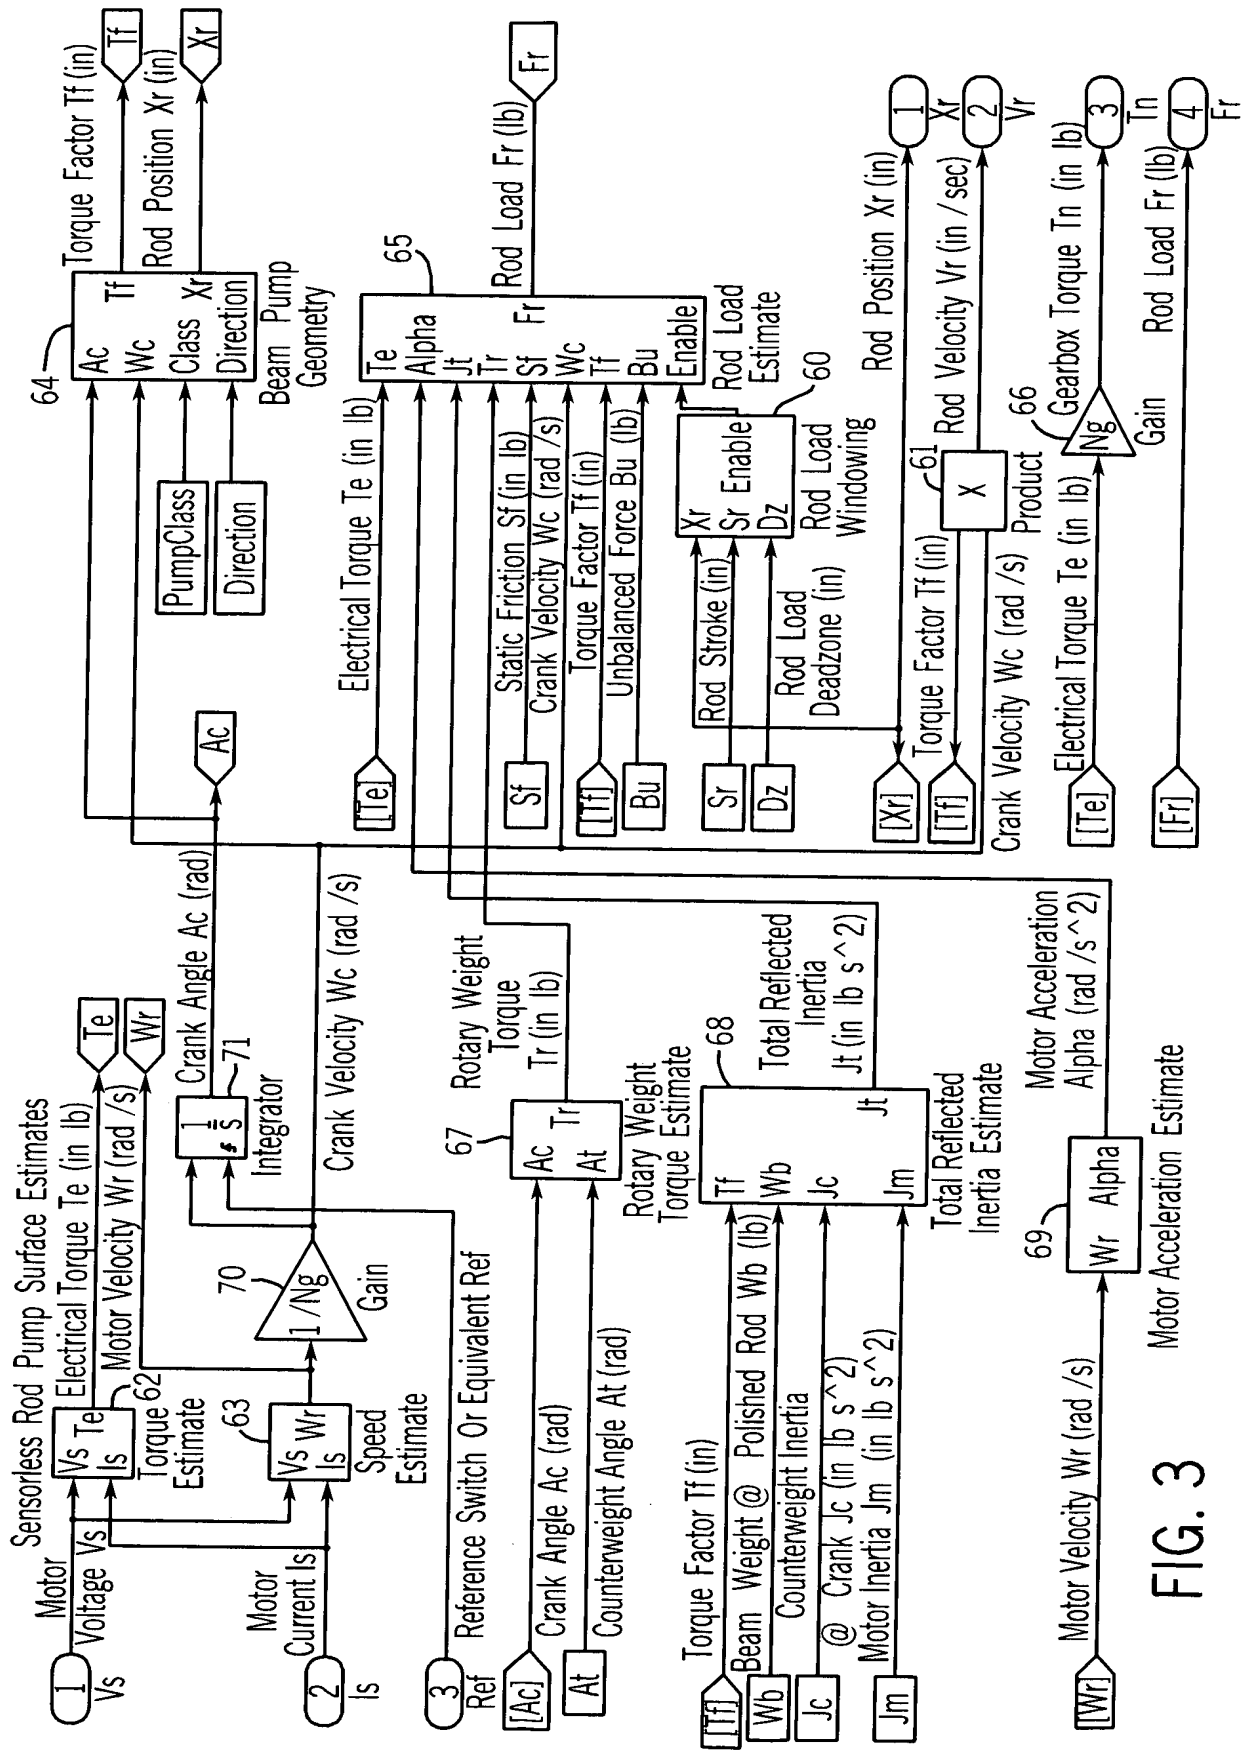 Sensorless Rod Pump Surface Estimates
1
Vs
Motor
Voltage Vs
2
Is
Motor
Current Is
3
Ref
Reference Switch Or Equivalent Ref
Vs
Te
Is
62
Torque
Estimate
Electrical Torque Te (in lb)
Te
Motor Velocity Wr (rad /s)
Wr
63
Vs
Wr
Is
Speed
Estimate
70
1 /Ng
Gain
71
1
s
Integrator
Crank Angle Ac (rad)
Ac
Crank Velocity Wc (rad /s)
64
Ac
Wc
Class
Direction
Tf
Xr
Beam Pump
Geometry
PumpClass
Direction
Torque Factor Tf (in)
Tf
Rod Position Xr (in)
Xr
[Ac]
Crank Angle Ac (rad)
At
Counterweight Angle At (rad)
67
Ac
Tr
At
Rotary Weight
Torque Estimate
Rotary Weight
Torque
Tr (in lb)
[Tf]
Torque Factor Tf (in)
Wb
Beam Weight @ Polished Rod Wb (lb)
Jc
Counterweight Inertia
@ Crank Jc (in lb s^2)
Jm
Motor Inertia Jm (in lb s^2)
68
Tf
Wb
Jc
Jm
Jt
Total Reflected
Inertia Estimate
Total Reflected
Inertia
Jt (in lb s^2)
[Wr]
Motor Velocity Wr (rad /s)
69
Wr Alpha
Motor Acceleration Estimate
Motor Acceleration
Alpha (rad /s^2)
[Te]
Electrical Torque Te (in lb)
Sf
Static Friction Sf (in lb)
Crank Velocity Wc (rad /s)
[Tf]
Torque Factor Tf (in)
Bu
Unbalanced Force Bu (lb)
65
Te
Alpha
Jt
Tr
Sf
Wc
Tf
Bu
Enable
Fr
Rod Load
Estimate
Rod Load Fr (lb)
Fr
Sr
Rod Stroke (in)
Dz
Rod Load
Deadzone (in)
60
Xr
Sr Enable
Dz
Rod Load
Windowing
[Xr]
Rod Position Xr (in)
1
Xr
[Tf]
Torque Factor Tf (in)
Crank Velocity Wc (rad /s)
61
X
Product
Rod Velocity Vr (in /sec)
2
Vr
[Te]
Electrical Torque Te (in lb)
66
Ng
Gain
Gearbox Torque Tn (in lb)
3
Tn
[Fr]
Rod Load Fr (lb)
4
Fr
FIG. 3